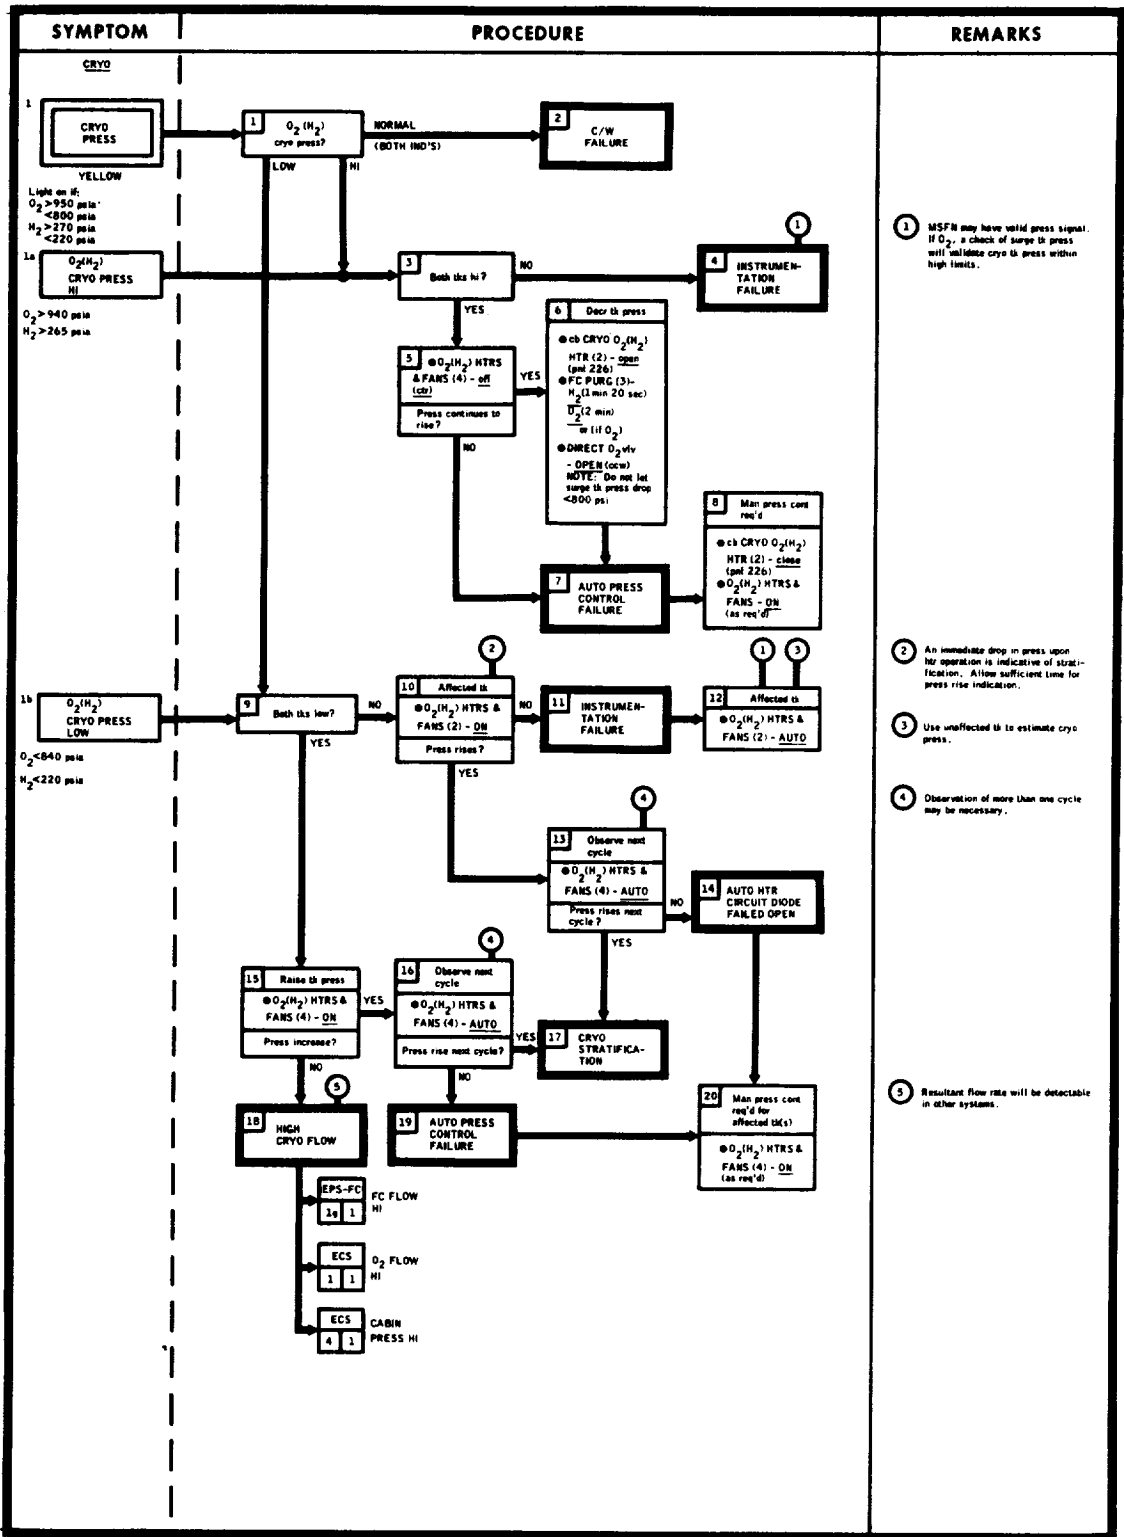 SYMPTOM
PROCEDURE
REMARKS
CRYO
1
CRYO
PRESS
YELLOW
Light on if:
O2>950 psia
<800 psia
H2>270 psia
<220 psia
1
O2(H2)
cryo press?
NORMAL
(BOTH IND'S)
LOW
HI
2
C/W
FAILURE
1a
O2(H2)
CRYO PRESS
HI
O2>940 psia
H2>265 psia
3
Both tks hi?
NO
YES
1
4
INSTRUMEN-
TATION
FAILURE
1
MSFN may have valid press signal.
If O2, a check of surge tk press
will validate cryo tk press within
high limits.
5
●O2(H2) HTRS
& FANS (4) - off
(ctr)
Press continues to
rise?
YES
NO
6
Decr tk press
●cb CRYO O2(H2)
HTR (2) - open
(pnl 226)
●FC PURG (3)-
H2(1 min 20 sec)
O2(2 min)
or (if O2)
●DIRECT O2 vlv
- OPEN (ccw)
NOTE: Do not let
surge tk press drop
<800 psi
7
AUTO PRESS
CONTROL
FAILURE
8
Man press cont
req'd
●cb CRYO O2(H2)
HTR (2) - close
(pnl 226)
●O2(H2) HTRS &
FANS - ON
(as req'd)
1b
O2(H2)
CRYO PRESS
LOW
O2<840 psia
H2<220 psia
9
Both tks low?
NO
YES
2
10
Affected tk
●O2(H2) HTRS &
FANS (2) - ON
Press rises?
NO
YES
11
INSTRUMEN-
TATION
FAILURE
1
3
12
Affected tk
●O2(H2) HTRS &
FANS (2) - AUTO
2
An immediate drop in press upon
htr operation is indicative of strati-
fication. Allow sufficient time for
press rise indication.
3
Use unaffected tk to estimate cryo
press.
4
Observation of more than one cycle
may be necessary.
4
13
Observe next
cycle
●O2(H2) HTRS &
FANS (4) - AUTO
Press rises next
cycle?
NO
YES
14
AUTO HTR
CIRCUIT DIODE
FAILED OPEN
15
Raise tk press
●O2(H2) HTRS &
FANS (4) - ON
Press increase?
YES
NO
4
16
Observe next
cycle
●O2(H2) HTRS &
FANS (4) - AUTO
Press rise next cycle?
YES
NO
17
CRYO
STRATIFICA-
TION
5
18
HIGH
CRYO FLOW
19
AUTO PRESS
CONTROL
FAILURE
20
Man press cont
req'd for
affected tk(s)
●O2(H2) HTRS &
FANS (4) - ON
(as req'd)
5
Resultant flow rate will be detectable
in other systems.
EPS-FC
1g 1
FC FLOW
HI
ECS
1 1
O2 FLOW
HI
ECS
4 1
CABIN
PRESS HI